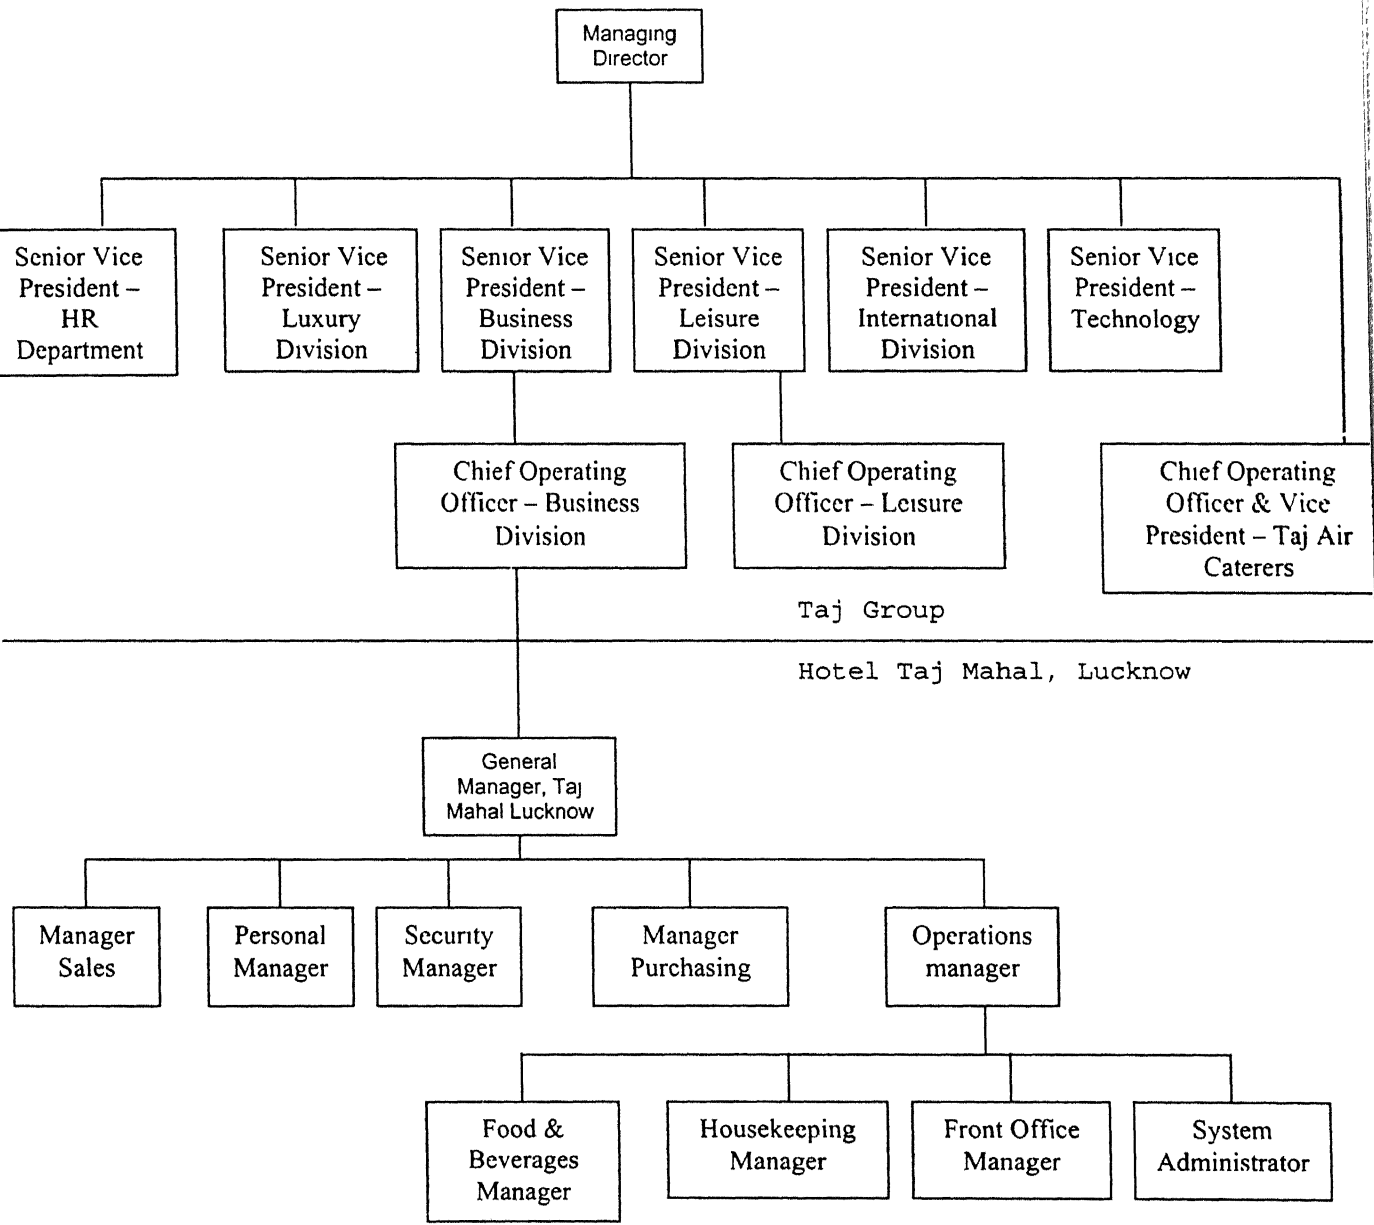 Managing
Director
Senior Vice
President –
HR
Department
Senior Vice
President –
Luxury
Division
Senior Vice
President –
Business
Division
Senior Vice
President –
Leisure
Division
Senior Vice
President –
International
Division
Senior Vice
President –
Technology
Chief Operating
Officer – Business
Division
Chief Operating
Officer – Leisure
Division
Chief Operating
Officer & Vice
President – Taj Air
Caterers
Taj Group
Hotel Taj Mahal, Lucknow
General
Manager, Taj
Mahal Lucknow
Manager
Sales
Personal
Manager
Security
Manager
Manager
Purchasing
Operations
manager
Food &
Beverages
Manager
Housekeeping
Manager
Front Office
Manager
System
Administrator